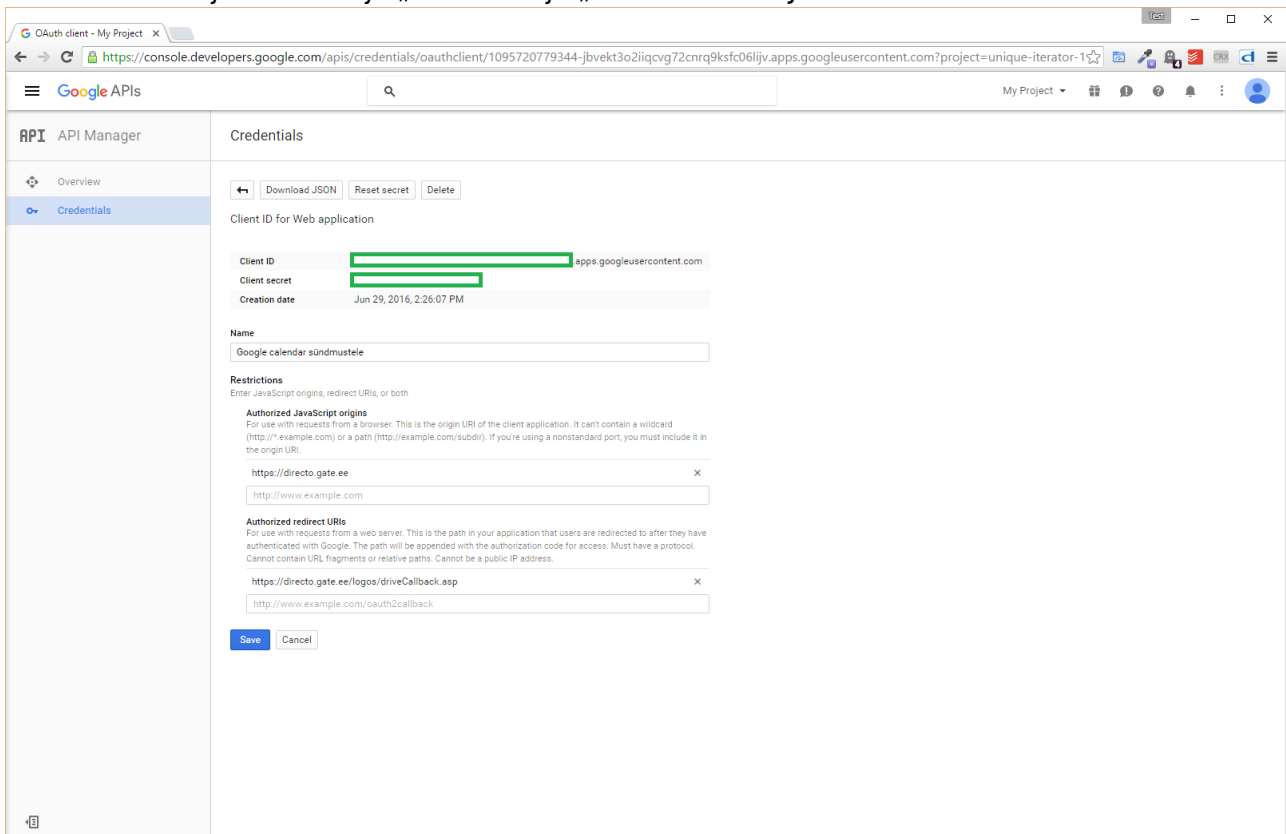 Test
OAuth client - My Project
https://console.developers.google.com/apis/credentials/oauthclient/1095720779344-jbvekt3o2iiqcvg72cnrq9ksfc06lijv.apps.googleusercontent.com?project=unique-iterator-1
Google APIs
My Project
API API Manager
Credentials
Overview
Credentials
Download JSON Reset secret Delete
Client ID for Web application
Client ID .apps.googleusercontent.com
Client secret
Creation date Jun 29, 2016, 2:26:07 PM
Name
Google calendar sündmustele
Restrictions
Enter JavaScript origins, redirect URIs, or both
Authorized JavaScript origins
For use with requests from a browser. This is the origin URI of the client application. It can't contain a wildcard
(http://*.example.com) or a path (http://example.com/subdir). If you're using a nonstandard port, you must include it in
the origin URI.
https://directo.gate.ee
http://www.example.com
Authorized redirect URIs
For use with requests from a web server. This is the path in your application that users are redirected to after they have
authenticated with Google. The path will be appended with the authorization code for access. Must have a protocol.
Cannot contain URL fragments or relative paths. Cannot be a public IP address.
https://directo.gate.ee/logos/driveCallback.asp
http://www.example.com/oauth2callback
Save Cancel